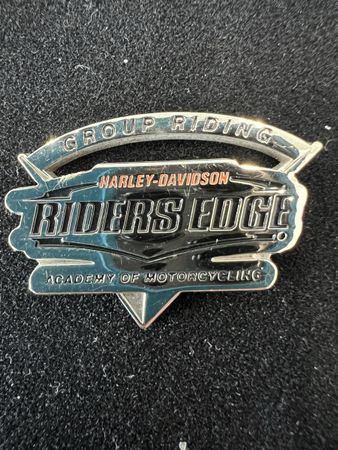 GROUP RIDING
HARLEY-DAVIDSON
RIDERS EDGE
ACADEMY OF MOTORCYCLING